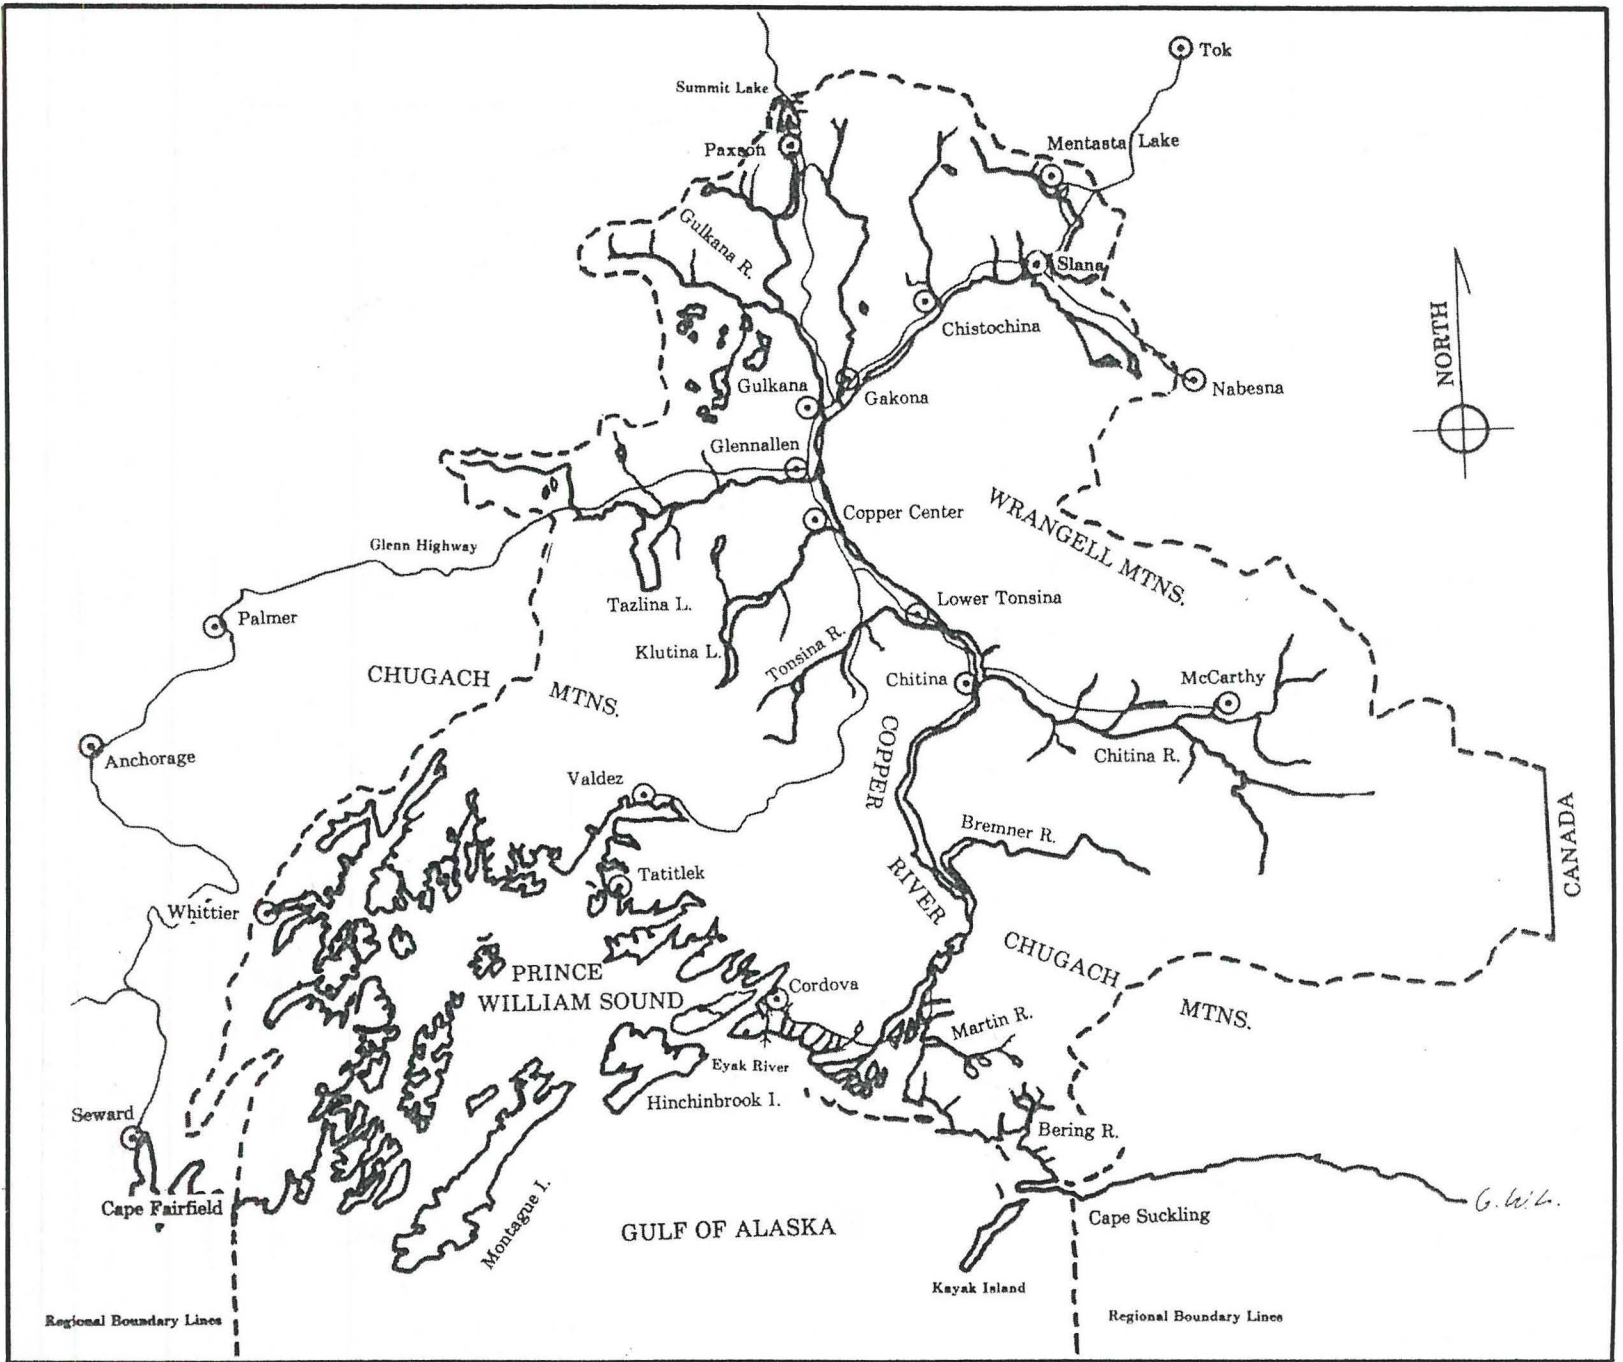 Tok
Summit Lake
Mentasta Lake
Paxson
Gulkana R.
Slana
Chistochina
NORTH
Gulkana
Gakona
Nabesna
Glennallen
WRANGELL MTNS.
Copper Center
Glenn Highway
Tazlina L.
Lower Tonsina
Palmer
Klutina L.
Tonsina R.
CHUGACH MTNS.
Chitina
McCarthy
COPPER RIVER
Anchorage
Chitina R.
Valdez
Bremner R.
CANADA
Tatitlek
Whittier
CHUGACH MTNS.
PRINCE
WILLIAM SOUND
Cordova
Martin R.
Eyak River
Hinchinbrook I.
Seward
Bering R.
Cape Fairfield
Montague I.
GULF OF ALASKA
Cape Suckling
G.W.L.
Kayak Island
Regional Boundary Lines
Regional Boundary Lines